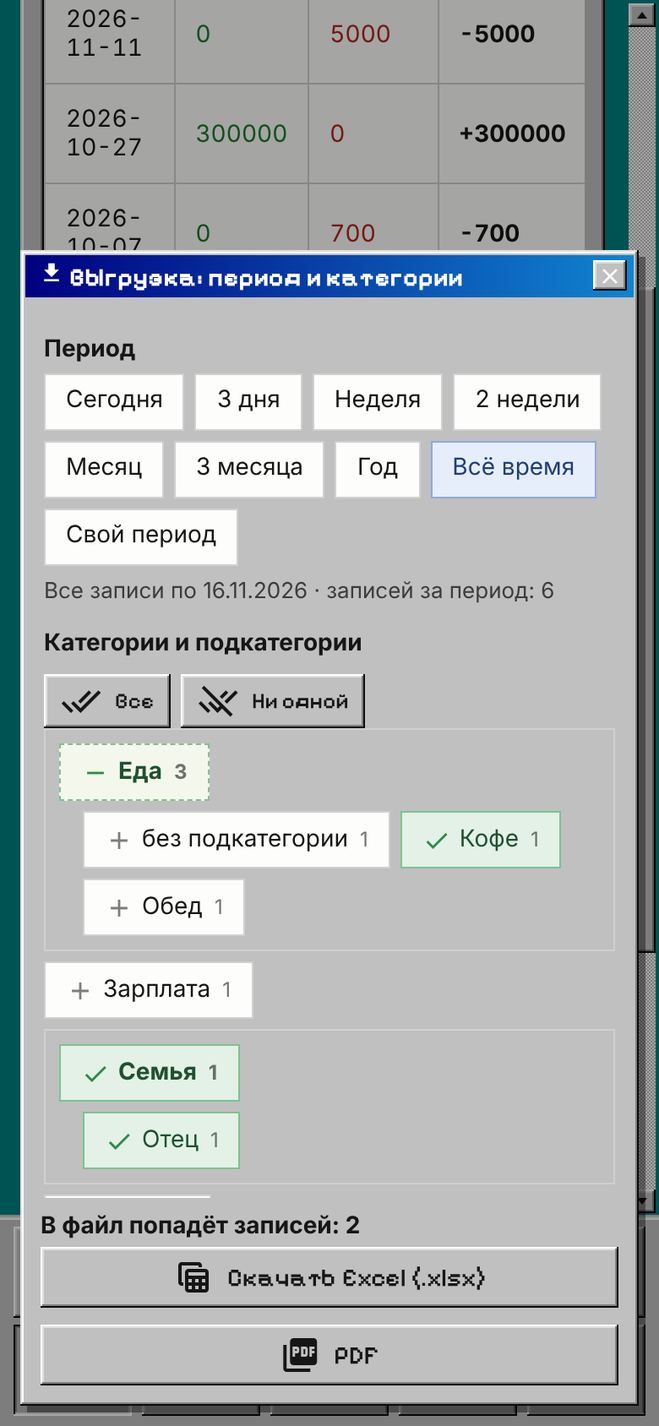 2026-
11-11
0
5000
-5000
2026-
10-27
300000
0
+300000
2026-
10-07
0
700
-700
Выгрузка: период и категории
Период
Сегодня
3 дня
Неделя
2 недели
Месяц
3 месяца
Год
Всё время
Свой период
Все записи по 16.11.2026 · записей за период: 6
Категории и подкатегории
Все
Ни одной
− Еда 3
+ без подкатегории 1
✓ Кофе 1
+ Обед 1
+ Зарплата 1
✓ Семья 1
✓ Отец 1
В файл попадёт записей: 2
Скачать Excel (.xlsx)
PDF
PDF